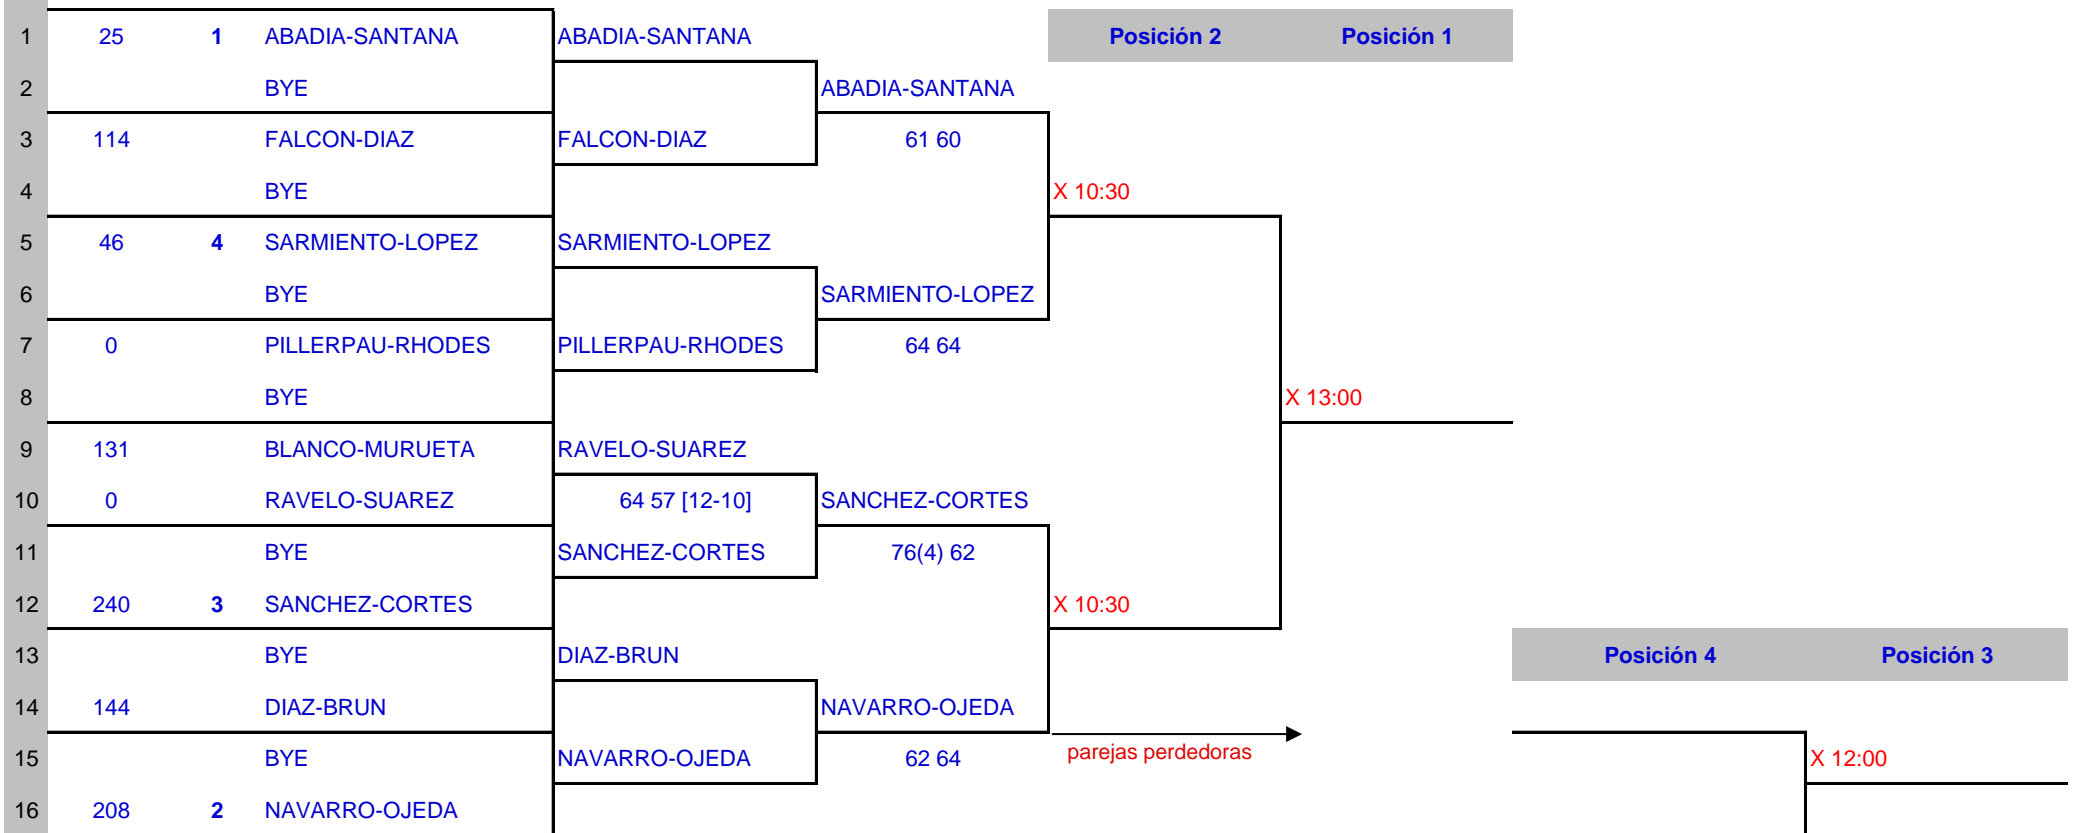 1 25 1 ABADIA-SANTANA ABADIA-SANTANA Posición 2 Posición 1
2 BYE ABADIA-SANTANA
3 114 FALCON-DIAZ FALCON-DIAZ 61 60
4 BYE X 10:30
5 46 4 SARMIENTO-LOPEZ SARMIENTO-LOPEZ
6 BYE SARMIENTO-LOPEZ
7 0 PILLERPAU-RHODES PILLERPAU-RHODES 64 64
8 BYE X 13:00
9 131 BLANCO-MURUETA RAVELO-SUAREZ
10 0 RAVELO-SUAREZ 64 57 [12-10] SANCHEZ-CORTES
11 BYE SANCHEZ-CORTES 76(4) 62
12 240 3 SANCHEZ-CORTES X 10:30
13 BYE DIAZ-BRUN Posición 4 Posición 3
14 144 DIAZ-BRUN NAVARRO-OJEDA
15 BYE NAVARRO-OJEDA 62 64 parejas perdedoras X 12:00
16 208 2 NAVARRO-OJEDA